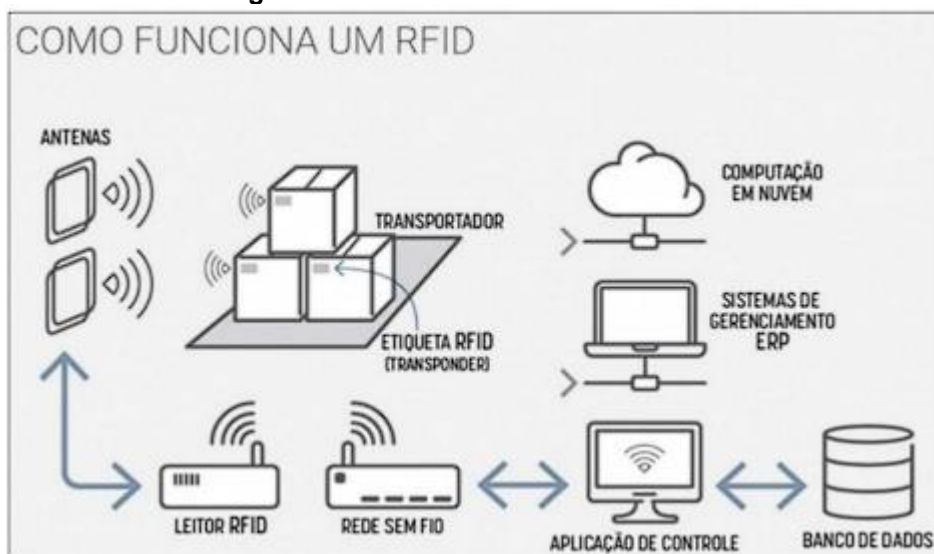 COMO FUNCIONA UM RFID
ANTENAS
TRANSPORTADOR
ETIQUETA RFID
(TRANSPONDER)
COMPUTAÇÃO
EM NUVEM
SISTEMAS DE
GERENCIAMENTO
ERP
LEITOR RFID
REDE SEM FIO
APLICAÇÃO DE CONTROLE
BANCO DE DADOS